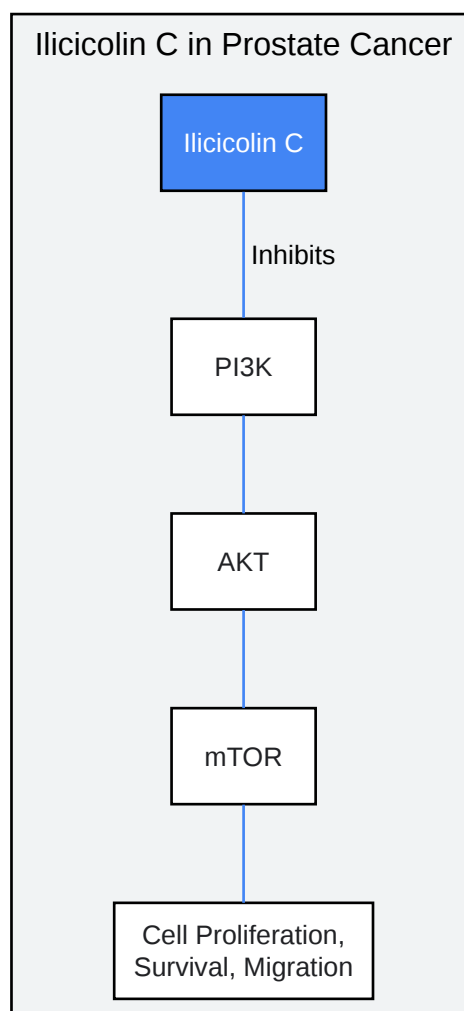 Ilicicolin C in Prostate Cancer
Ilicicolin C
Inhibits
PI3K
AKT
mTOR
Cell Proliferation,
Survival, Migration